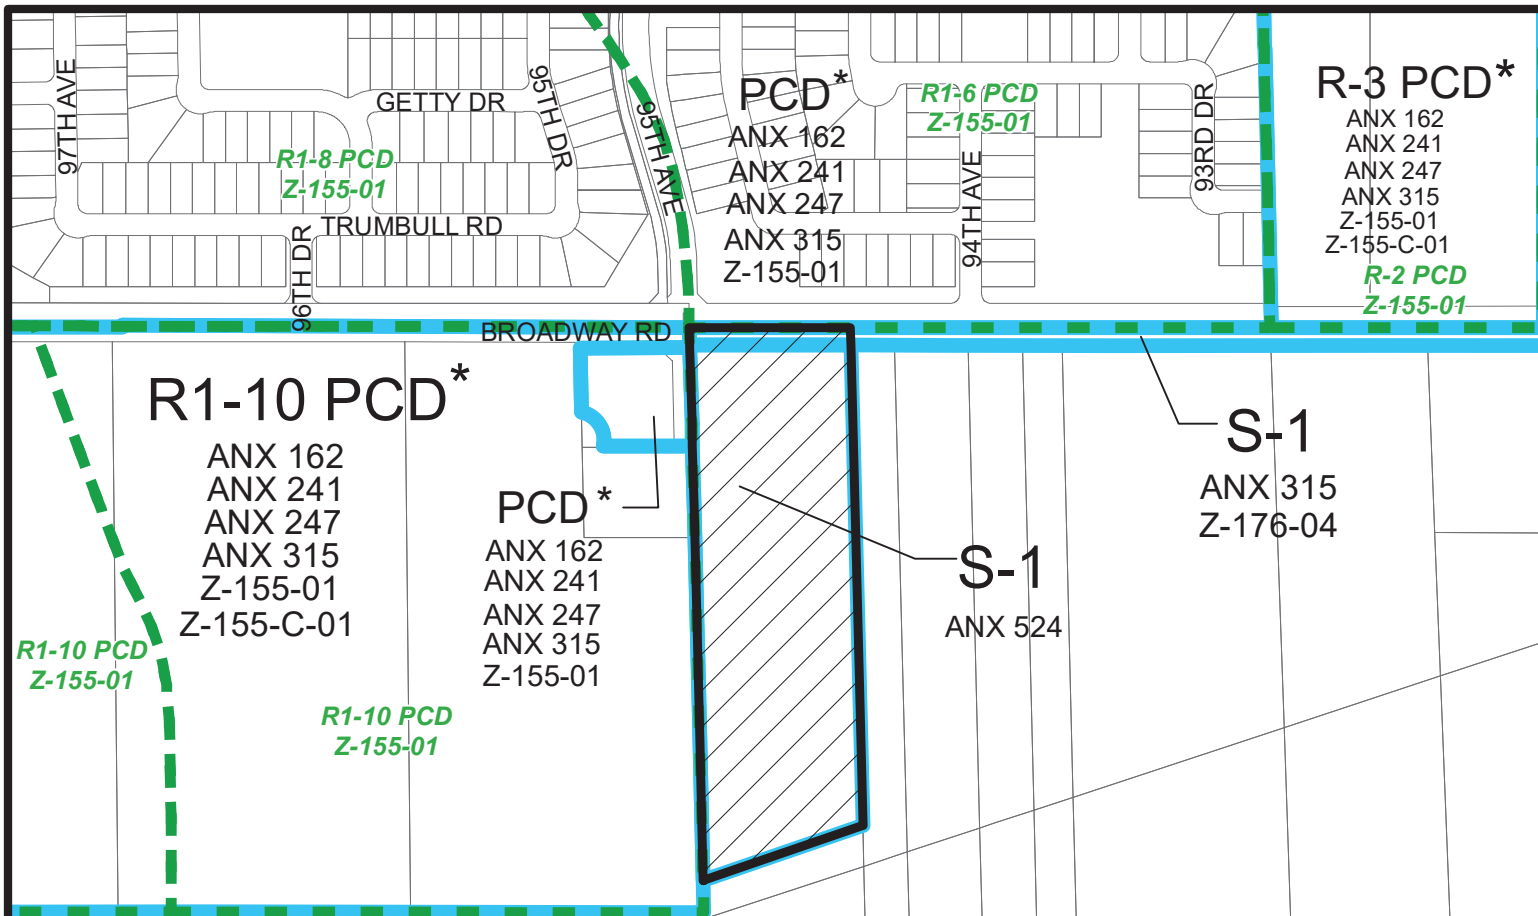 97TH AVE
GETTY DR
95TH DR
95TH AVE
R1-8 PCD
Z-155-01
TRUMBULL RD
96TH DR
PCD*
ANX 162
ANX 241
ANX 247
ANX 315
Z-155-01
R1-6 PCD
Z-155-01
94TH AVE
93RD DR
R-3 PCD*
ANX 162
ANX 241
ANX 247
ANX 315
Z-155-01
Z-155-C-01
R-2 PCD
Z-155-01
BROADWAY RD
R1-10 PCD*
ANX 162
ANX 241
ANX 247
ANX 315
Z-155-01
Z-155-C-01
R1-10 PCD
Z-155-01
R1-10 PCD
Z-155-01
PCD*
ANX 162
ANX 241
ANX 247
ANX 315
Z-155-01
S-1
ANX 524
S-1
ANX 315
Z-176-04